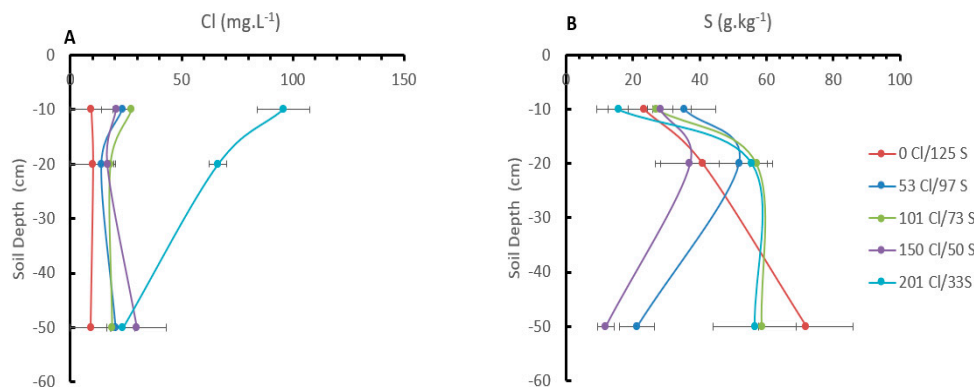 Cl (mg.L-1)
A
0 50 100 150
0
-10
-20
-30
-40
-50
-60
Soil Depth (cm)
S (g.kg-1)
B
0 20 40 60 80 100
0
-10
-20
-30
-40
-50
-60
Soil Depth (cm)
0 Cl/125 S
53 Cl/97 S
101 Cl/73 S
150 Cl/50 S
201 Cl/33S